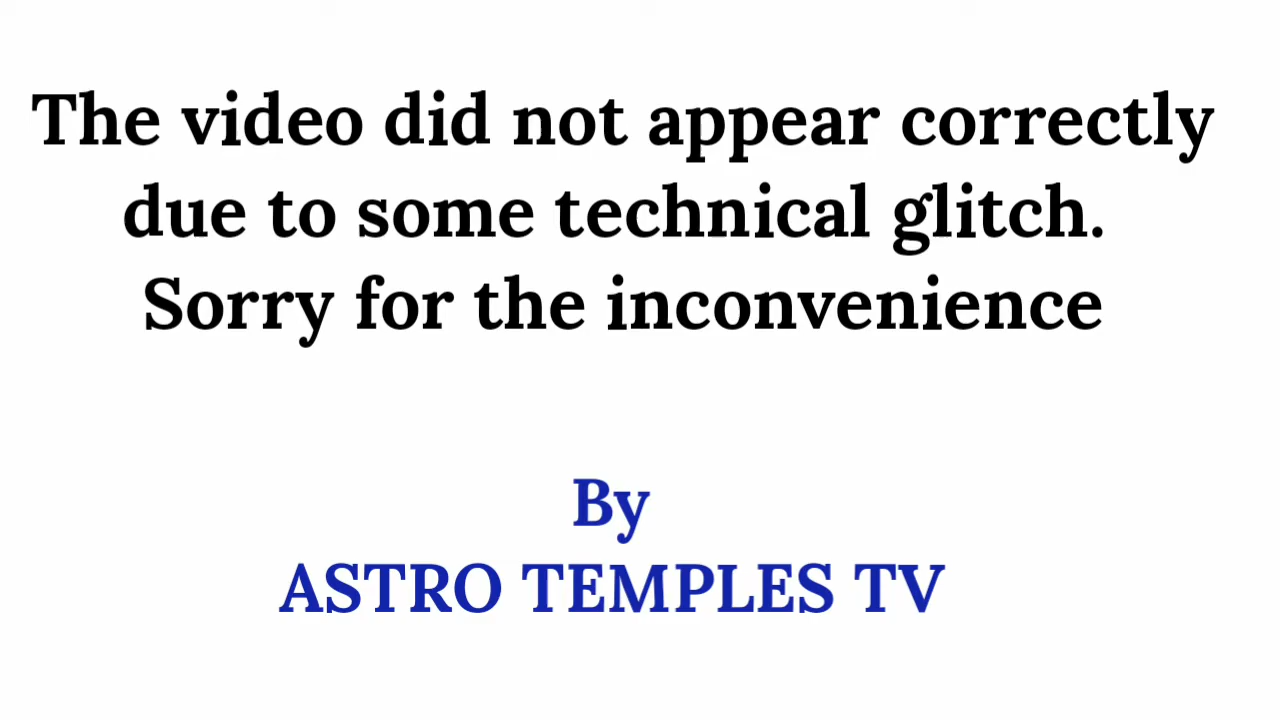 The video did not appear correctly
due to some technical glitch.
Sorry for the inconvenience
By
ASTRO TEMPLES TV